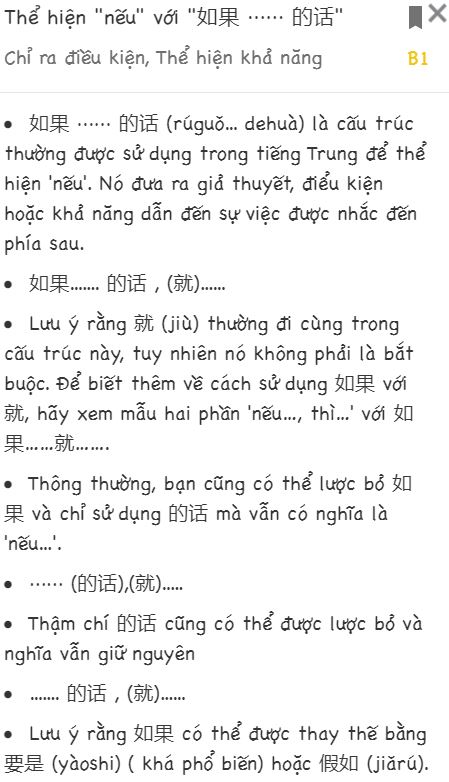 Thể hiện "nếu" với "如果 …… 的话"
Chỉ ra điều kiện, Thể hiện khả năng B1
• 如果 …… 的话 (rúguǒ... dehuà) là cấu trúc
thường được sử dụng trong tiếng Trung để thể
hiện 'nếu'. Nó đưa ra giả thuyết, điểu kiện
hoặc khả năng dẫn đến sự việc được nhắc đến
phía sau.
• 如果....... 的话 , (就)......
• Lưu ý rằng 就 (jiù) thường đi cùng trong
cấu trúc này, tuy nhiên nó không phải là bắt
buộc. Để biết thêm về cách sử dụng 如果 với
就, hãy xem mẫu hai phần 'nếu..., thì...' với 如
果……就…….
• Thông thường, bạn cũng có thể lược bỏ 如
果 và chỉ sử dụng 的话 mà vẫn có nghĩa là
'nếu...'.
• …… (的话),(就).....
• Thậm chí 的话 cũng có thể được lược bỏ và
nghĩa vẫn giữ nguyên
• ....... 的话 , (就)......
• Lưu ý rằng 如果 có thể được thay thế bằng
要是 (yàoshi) ( khá phổ biến) hoặc 假如 (jiǎrú).